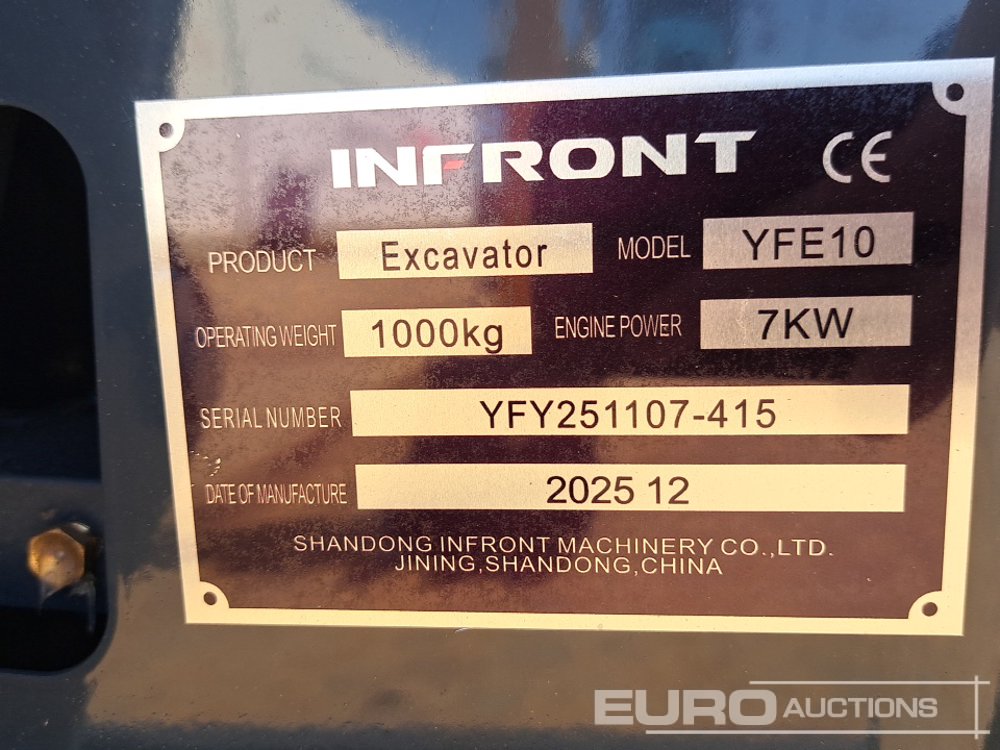 INFRONT CE
PRODUCT Excavator MODEL YFE10
OPERATING WEIGHT 1000kg ENGINE POWER 7KW
SERIAL NUMBER YFY251107-415
DATE OF MANUFACTURE 2025 12
SHANDONG INFRONT MACHINERY CO.,LTD.
JINING,SHANDONG,CHINA
EURO AUCTIONS